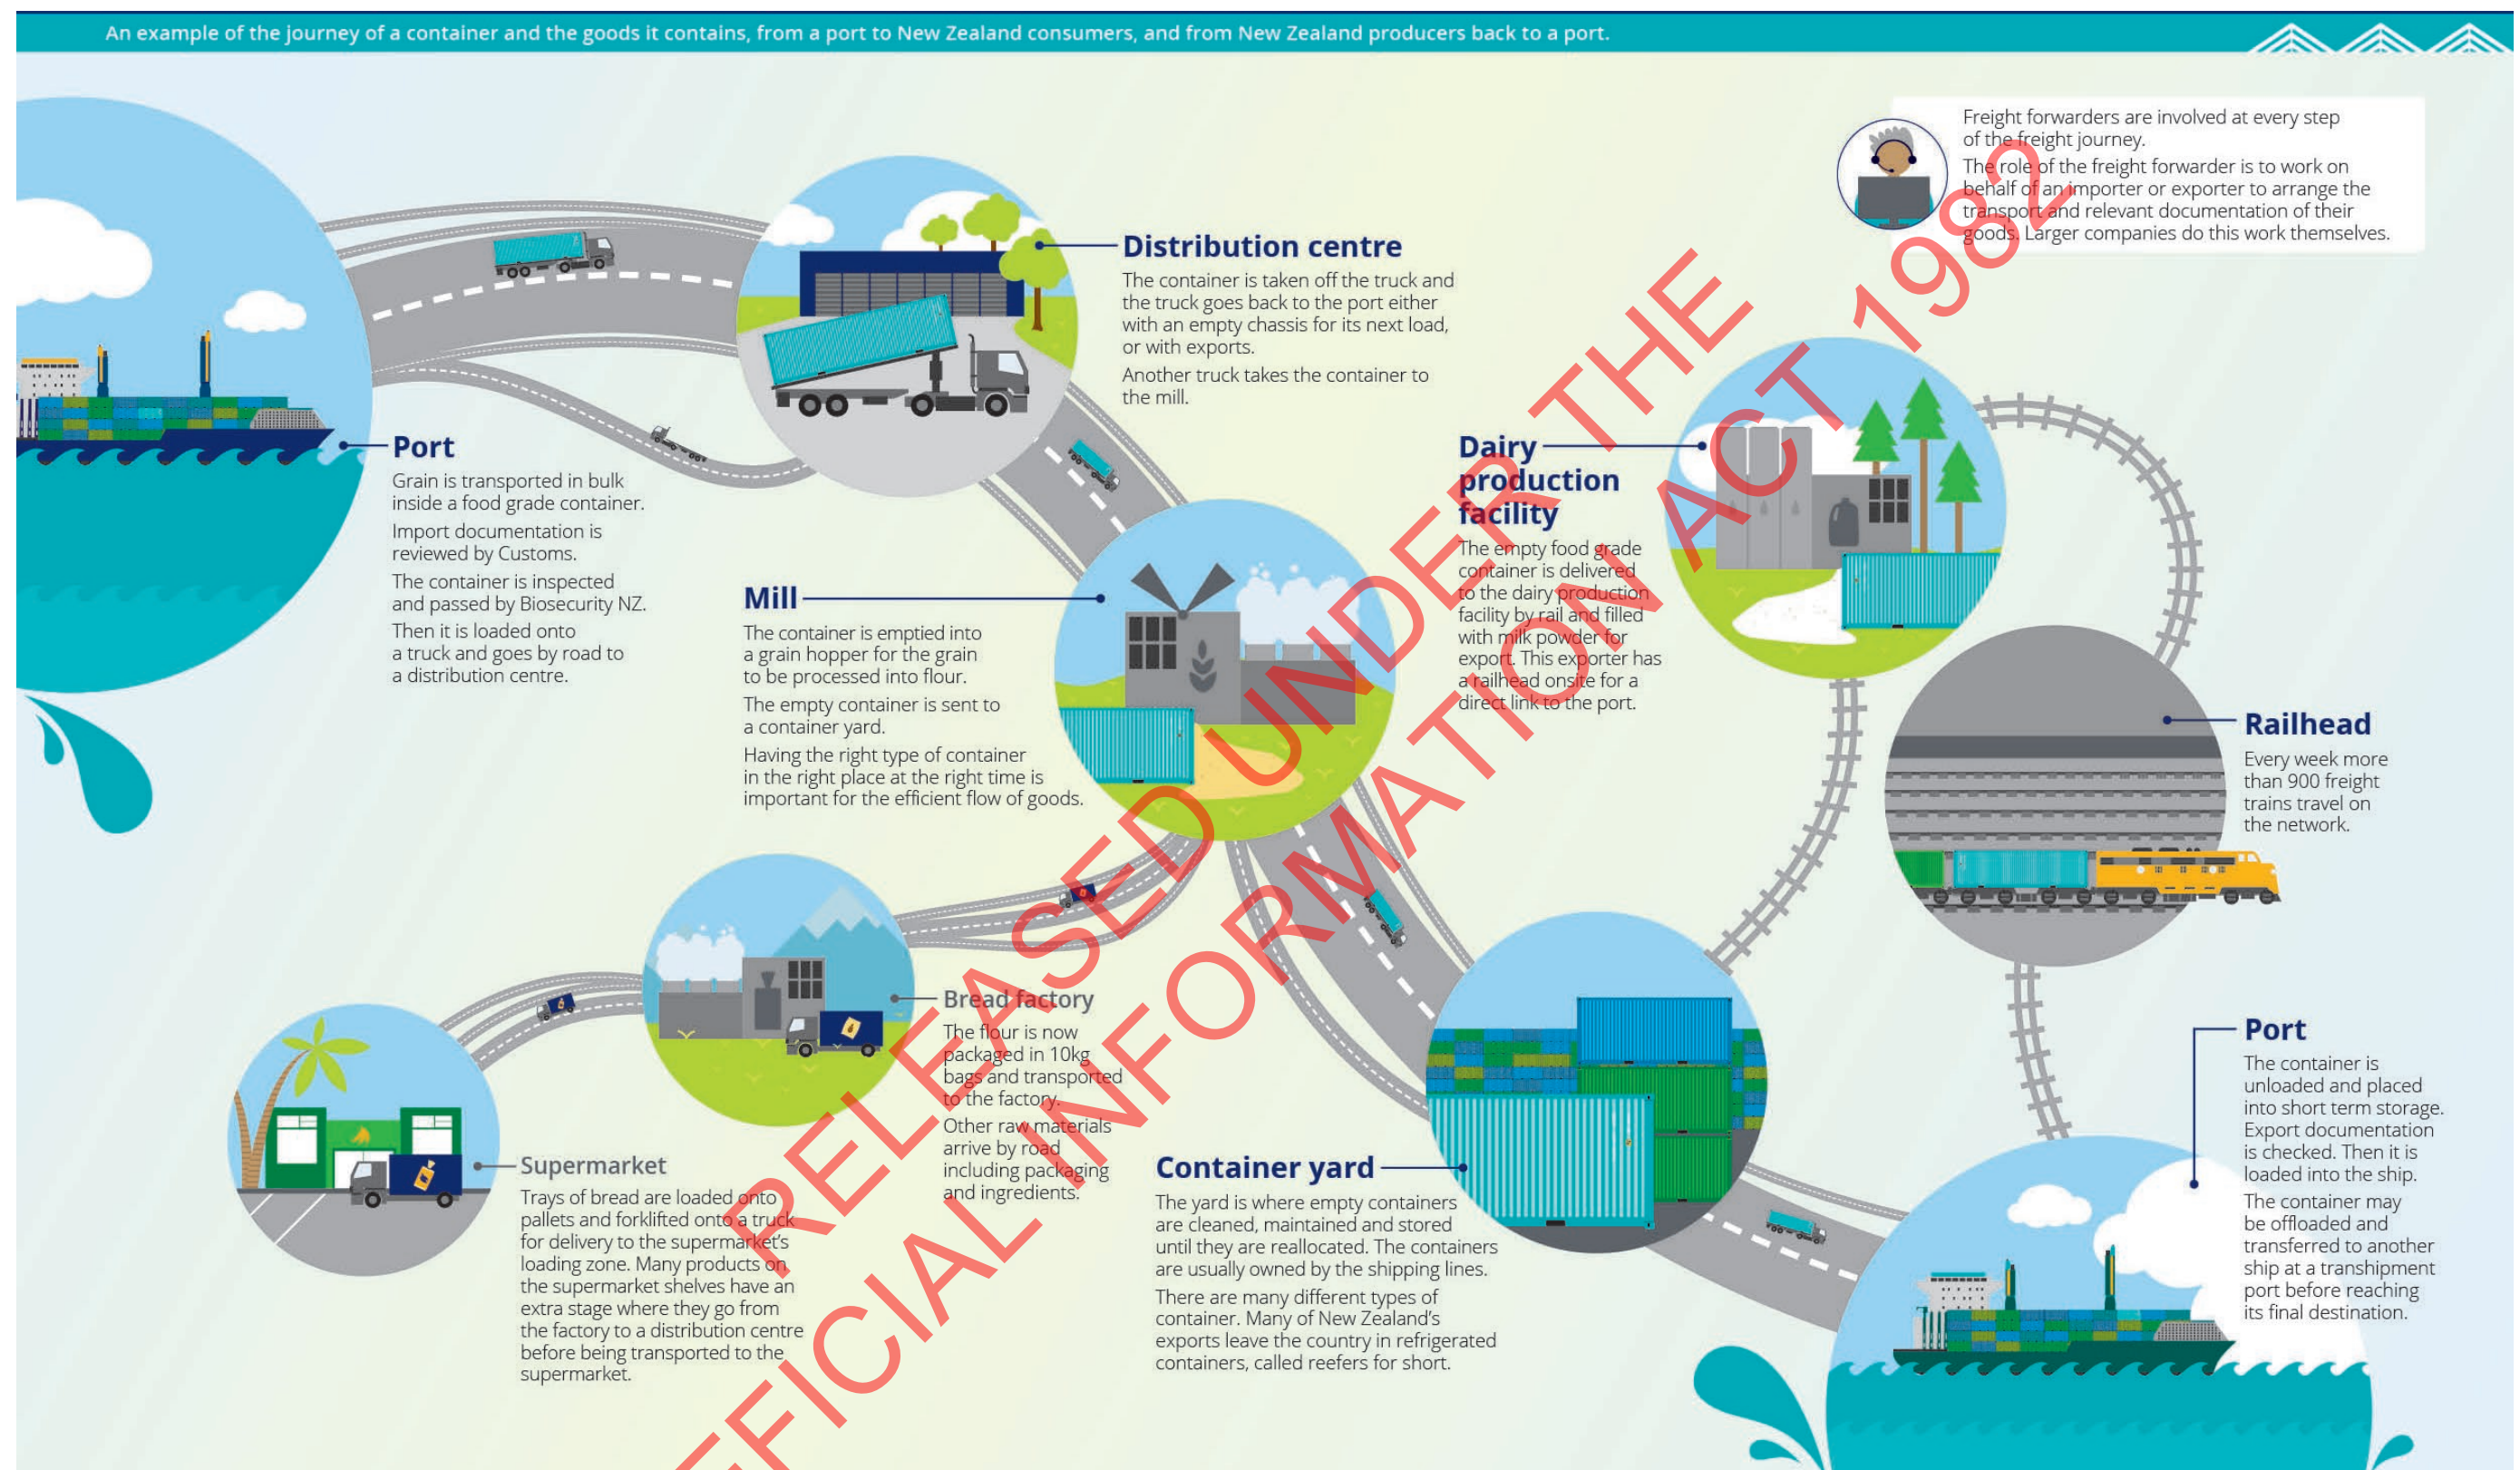 An example of the journey of a container and the goods it contains, from a port to New Zealand consumers, and from New Zealand producers back to a port.
Freight forwarders are involved at every step
of the freight journey.
The role of the freight forwarder is to work on
behalf of an importer or exporter to arrange the
transport and relevant documentation of their
goods. Larger companies do this work themselves.
Distribution centre
The container is taken off the truck and
the truck goes back to the port either
with an empty chassis for its next load,
or with exports.
Another truck takes the container to
the mill.
Port
Grain is transported in bulk
inside a food grade container.
Import documentation is
reviewed by Customs.
The container is inspected
and passed by Biosecurity NZ.
Then it is loaded onto
a truck and goes by road to
a distribution centre.
Mill
The container is emptied into
a grain hopper for the grain
to be processed into flour.
The empty container is sent to
a container yard.
Having the right type of container
in the right place at the right time is
important for the efficient flow of goods.
Dairy
production
facility
The empty food grade
container is delivered
to the dairy production
facility by rail and filled
with milk powder for
export. This exporter has
a railhead onsite for a
direct link to the port.
Railhead
Every week more
than 900 freight
trains travel on
the network.
Bread factory
The flour is now
packaged in 10kg
bags and transported
to the factory.
Other raw materials
arrive by road
including packaging
and ingredients.
Supermarket
Trays of bread are loaded onto
pallets and forklifted onto a truck
for delivery to the supermarket's
loading zone. Many products on
the supermarket shelves have an
extra stage where they go from
the factory to a distribution centre
before being transported to the
supermarket.
Container yard
The yard is where empty containers
are cleaned, maintained and stored
until they are reallocated. The containers
are usually owned by the shipping lines.
There are many different types of
container. Many of New Zealand's
exports leave the country in refrigerated
containers, called reefers for short.
Port
The container is
unloaded and placed
into short term storage.
Export documentation
is checked. Then it is
loaded into the ship.
The container may
be offloaded and
transferred to another
ship at a transhipment
port before reaching
its final destination.
RELEASED UNDER THE
FICIAL INFORMATION ACT 1982